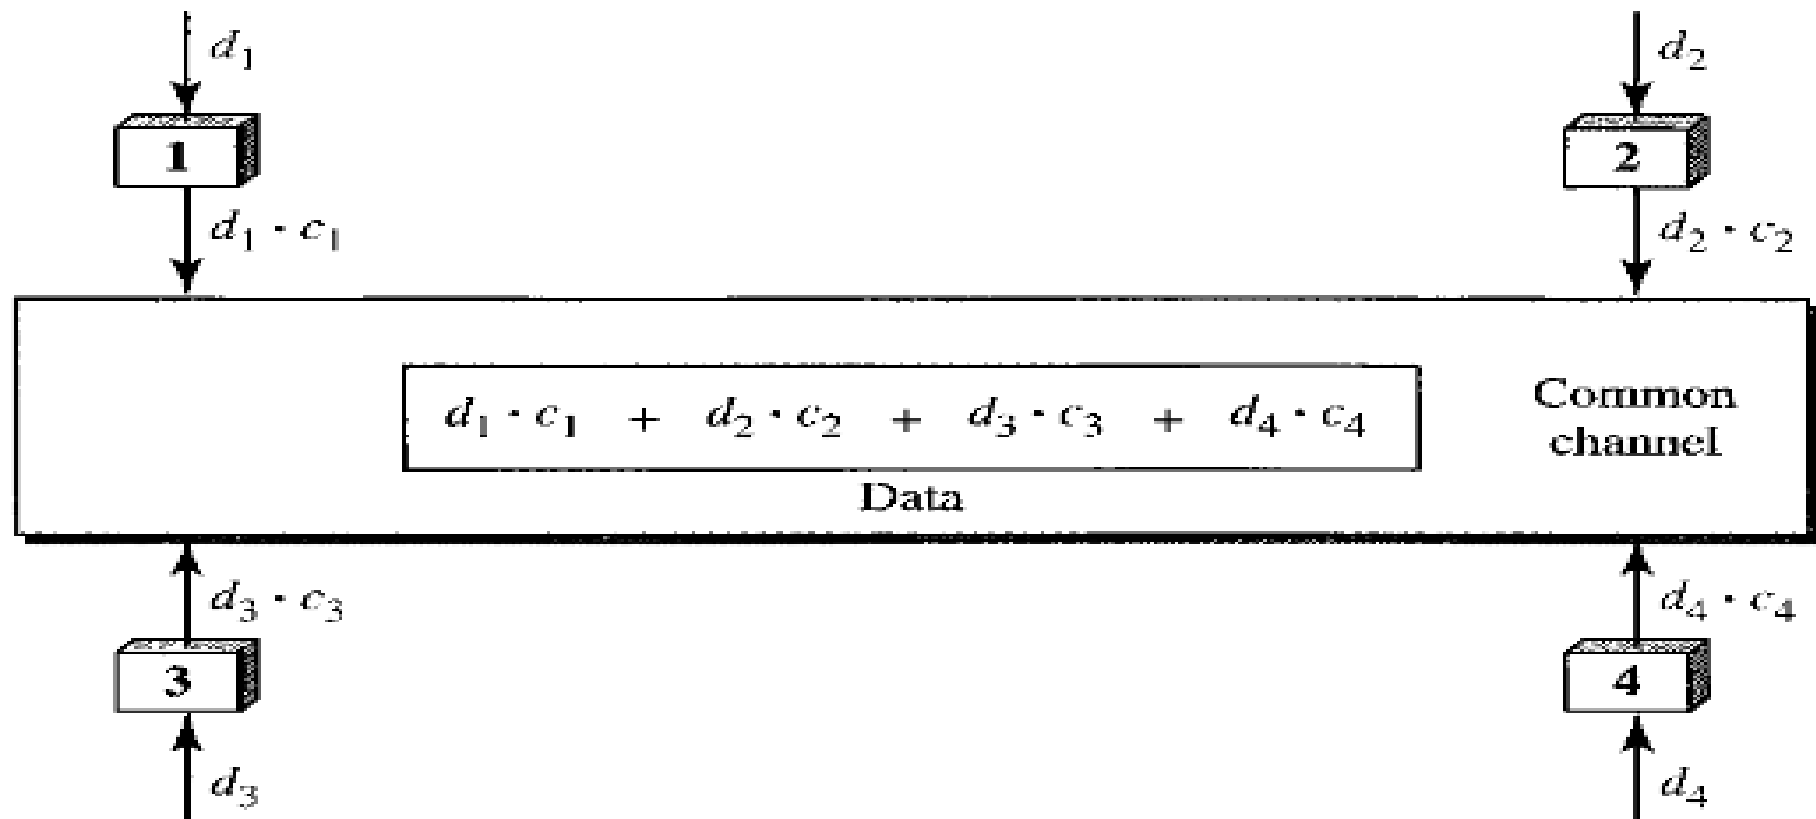 d₁ d₂
1 2
d₁ · c₁ d₂ · c₂
d₁ · c₁ + d₂ · c₂ + d₃ · c₃ + d₄ · c₄
Common
channel
Data
d₃ · c₃ d₄ · c₄
3 4
d₃ d₄